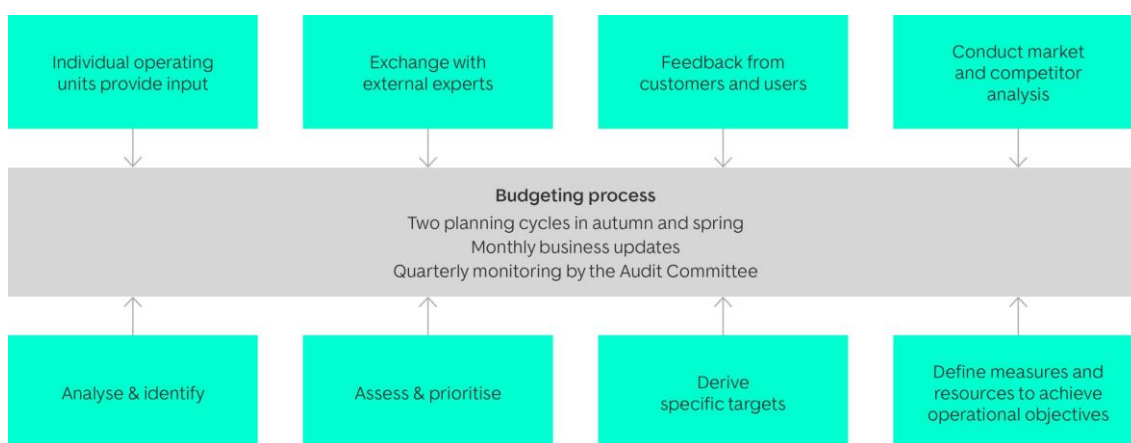 Individual operating
units provide input
Exchange with
external experts
Feedback from
customers and users
Conduct market
and competitor
analysis
Budgeting process
Two planning cycles in autumn and spring
Monthly business updates
Quarterly monitoring by the Audit Committee
Analyse & identify
Assess & prioritise
Derive
specific targets
Define measures and
resources to achieve
operational objectives